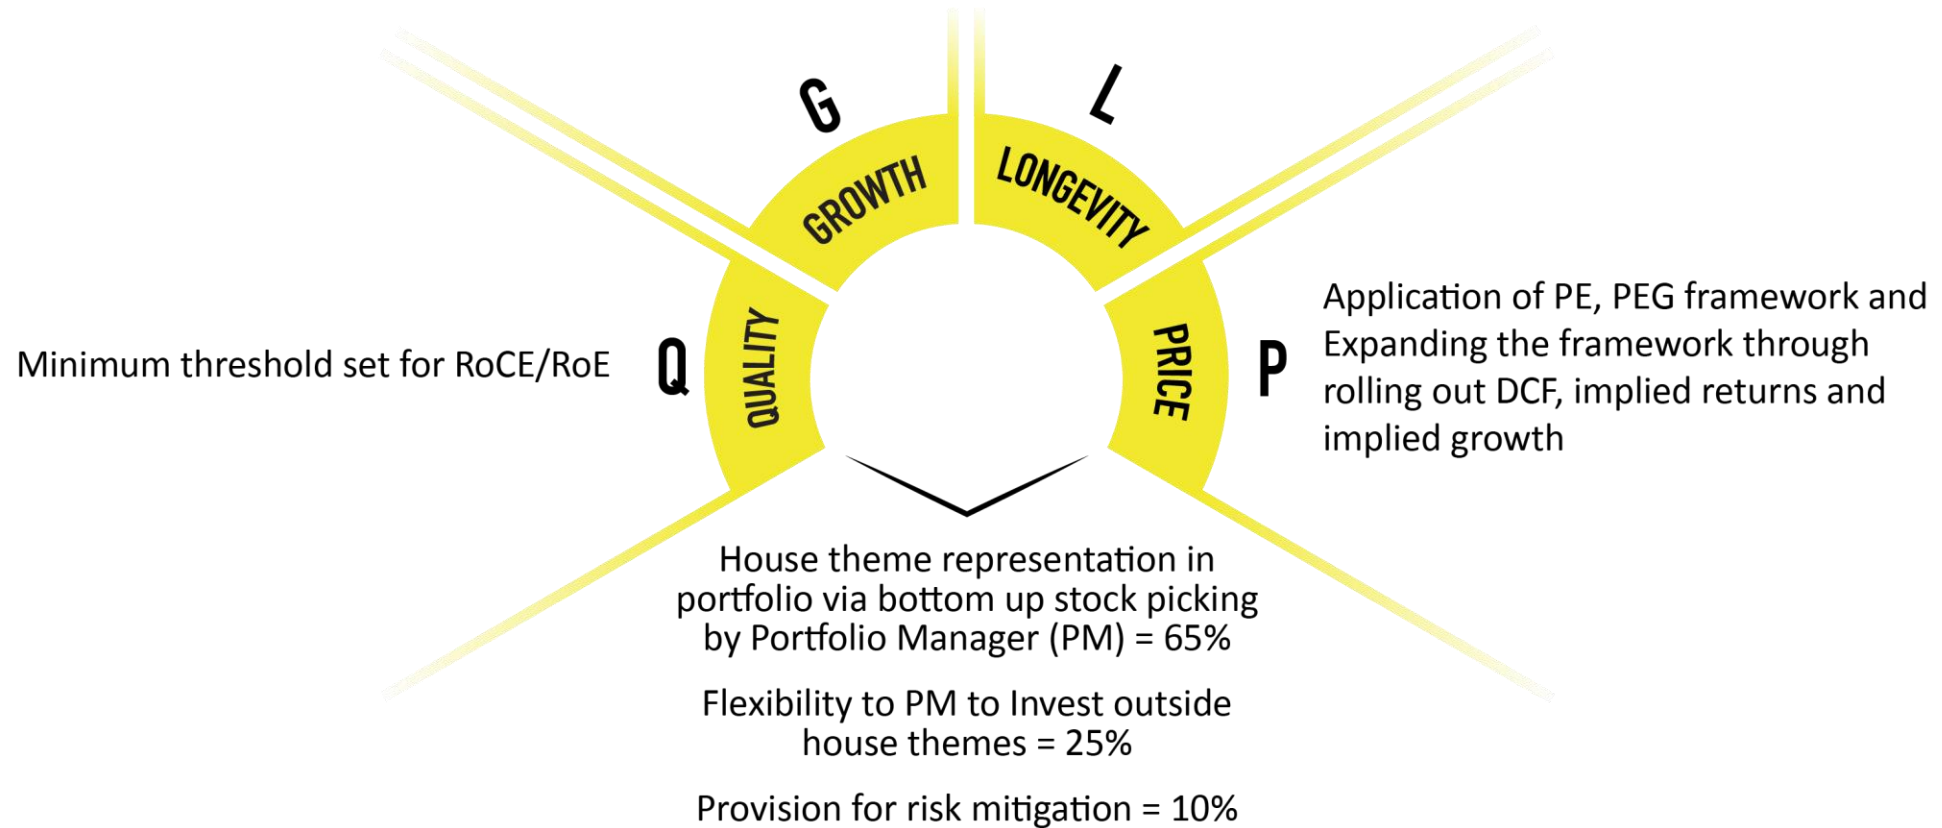 G
L
GROWTH
LONGEVITY
Minimum threshold set for RoCE/RoE
Q
QUALITY
PRICE
P
Application of PE, PEG framework and
Expanding the framework through
rolling out DCF, implied returns and
implied growth
House theme representation in
portfolio via bottom up stock picking
by Portfolio Manager (PM) = 65%
Flexibility to PM to Invest outside
house themes = 25%
Provision for risk mitigation = 10%